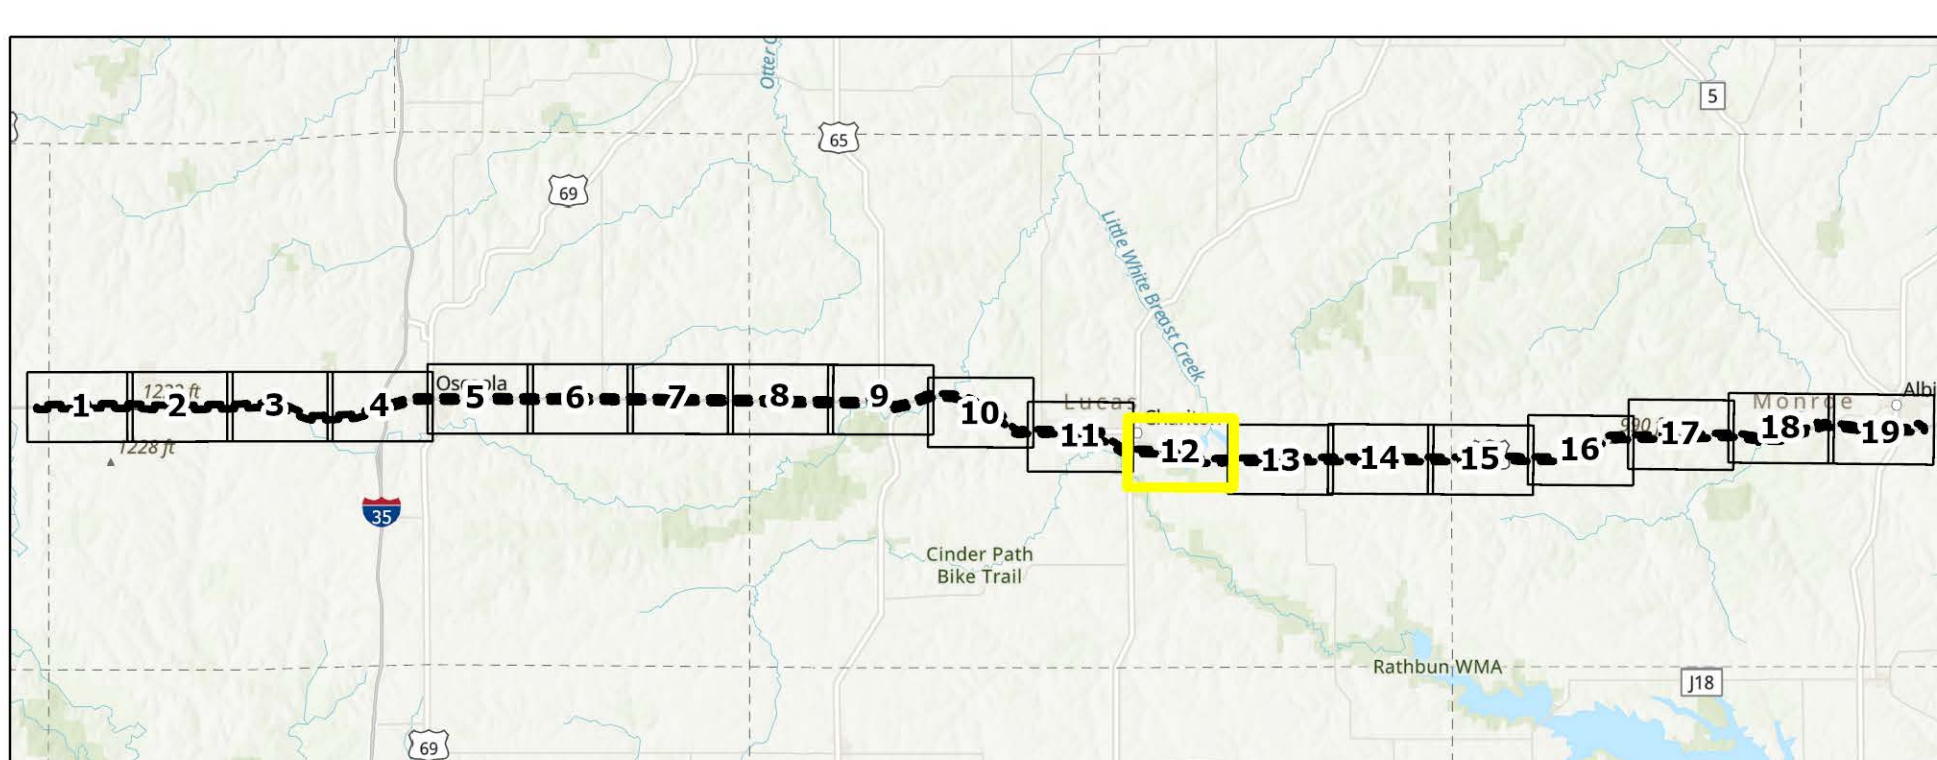 Otter C
5
65
69
Little White Breast Creek
Osceola
1 2 3 4 5 6 7 8 9 10 11 12 13 14 15 16 17 18 19
1228 ft
Lucas
Chariton
Monroe
Albi
35
Cinder Path
Bike Trail
Rathbun WMA
J18
69